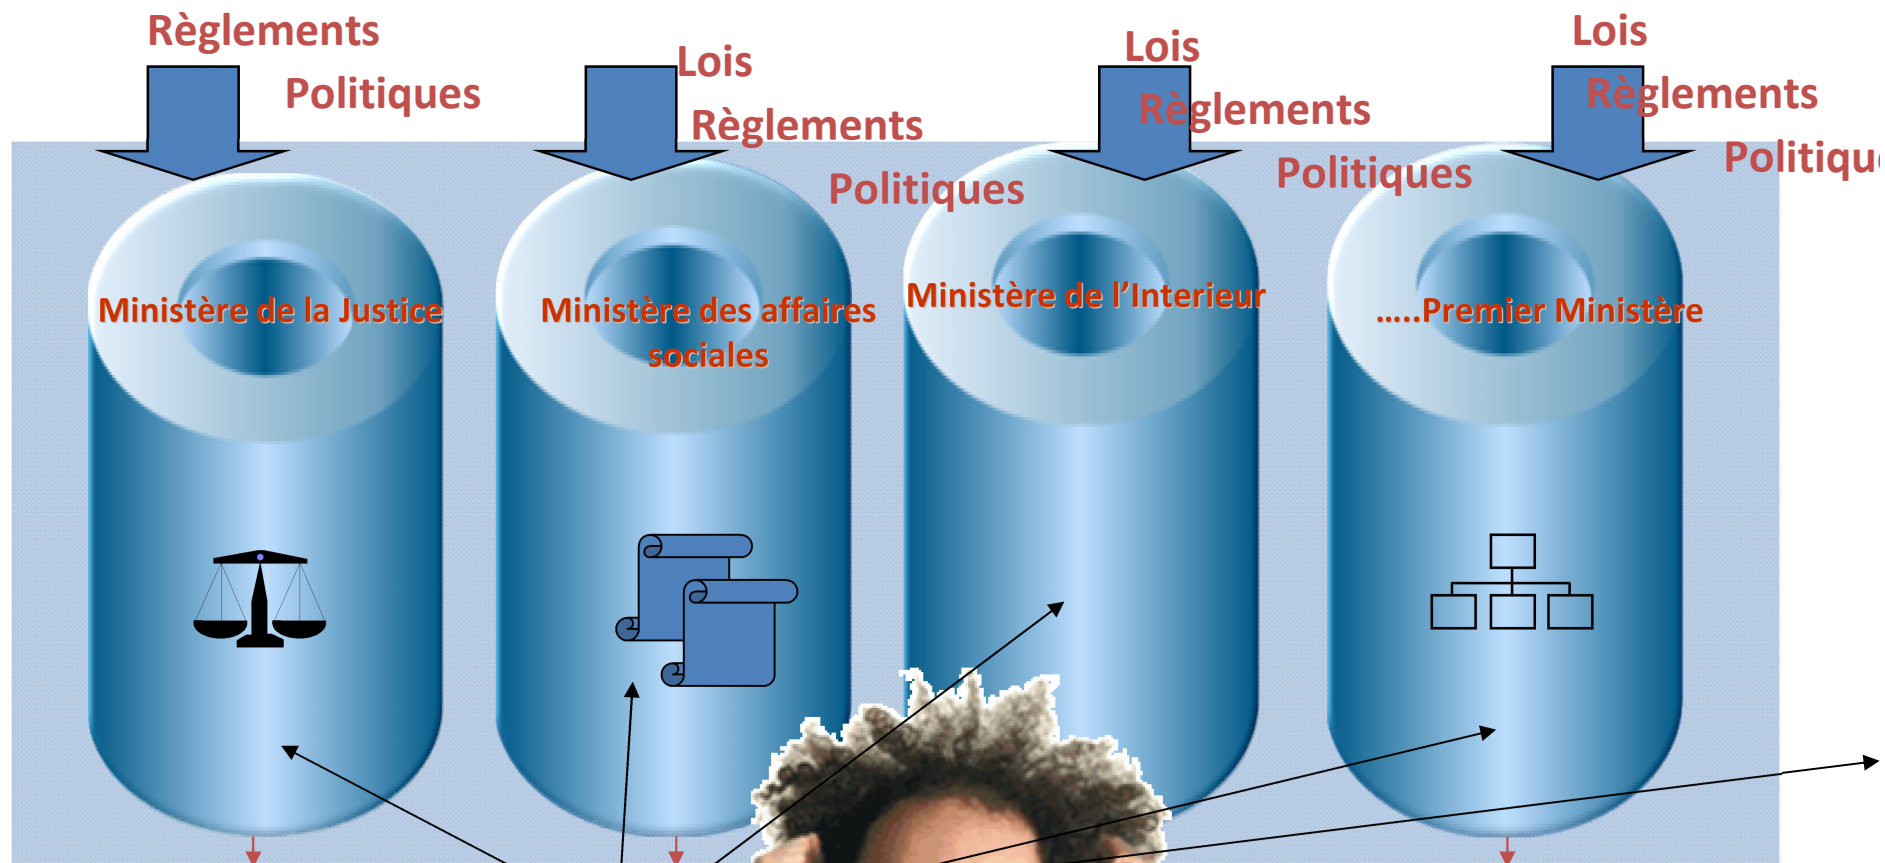 Règlements
Politiques
Lois
Règlements
Politiques
Lois
Règlements
Politiques
Lois
Règlements
Politique
Ministère de la Justice
Ministère des affaires
sociales
Ministère de l’Interieur
.....Premier Ministère